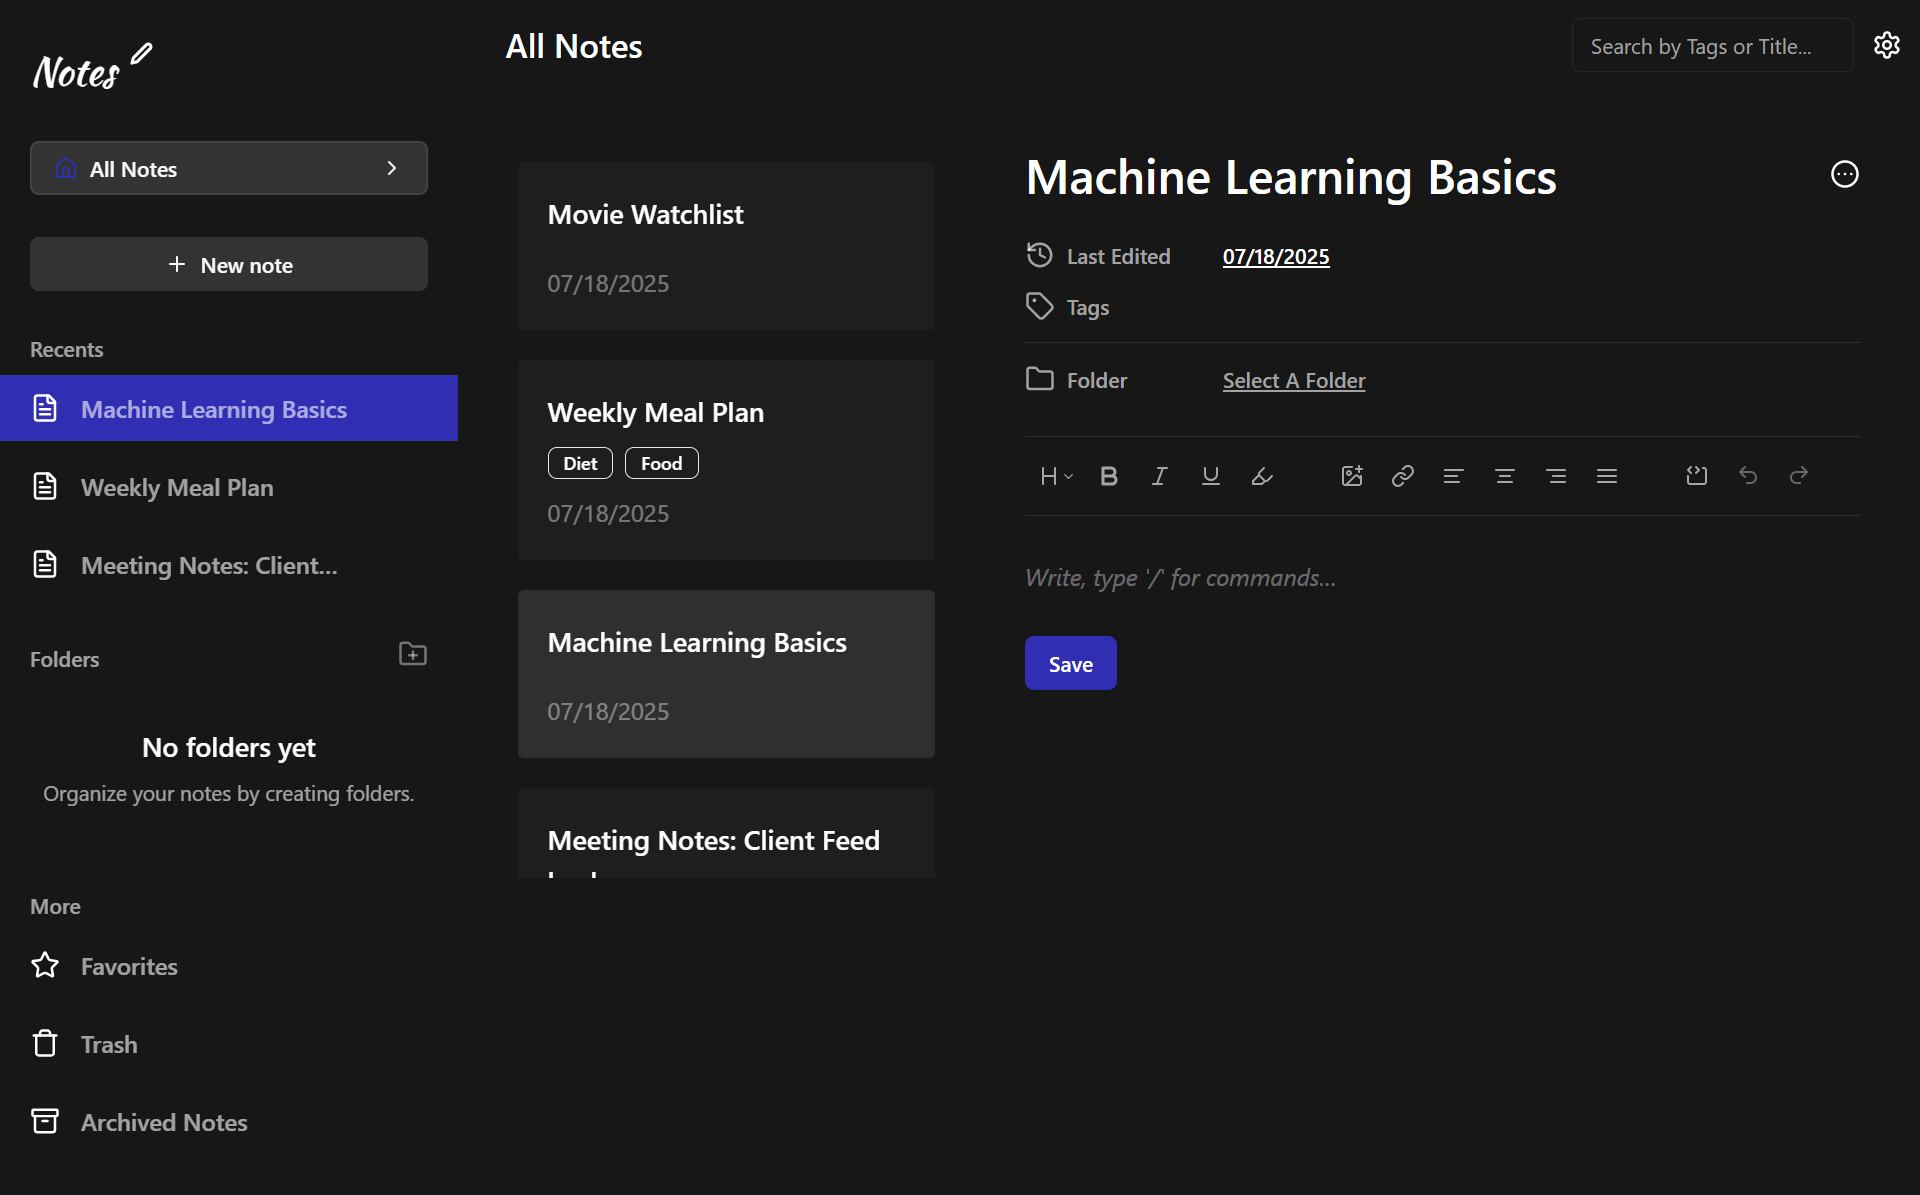 Notes
All Notes
New note
Recents
Machine Learning Basics
Weekly Meal Plan
Meeting Notes: Client...
Folders
No folders yet
Organize your notes by creating folders.
More
Favorites
Trash
Archived Notes
All Notes
Search by Tags or Title...
Movie Watchlist
07/18/2025
Weekly Meal Plan
Diet Food
07/18/2025
Machine Learning Basics
07/18/2025
Meeting Notes: Client Feed
Machine Learning Basics
Last Edited 07/18/2025
Tags
Folder Select A Folder
H B I U
Write, type '/' for commands...
Save